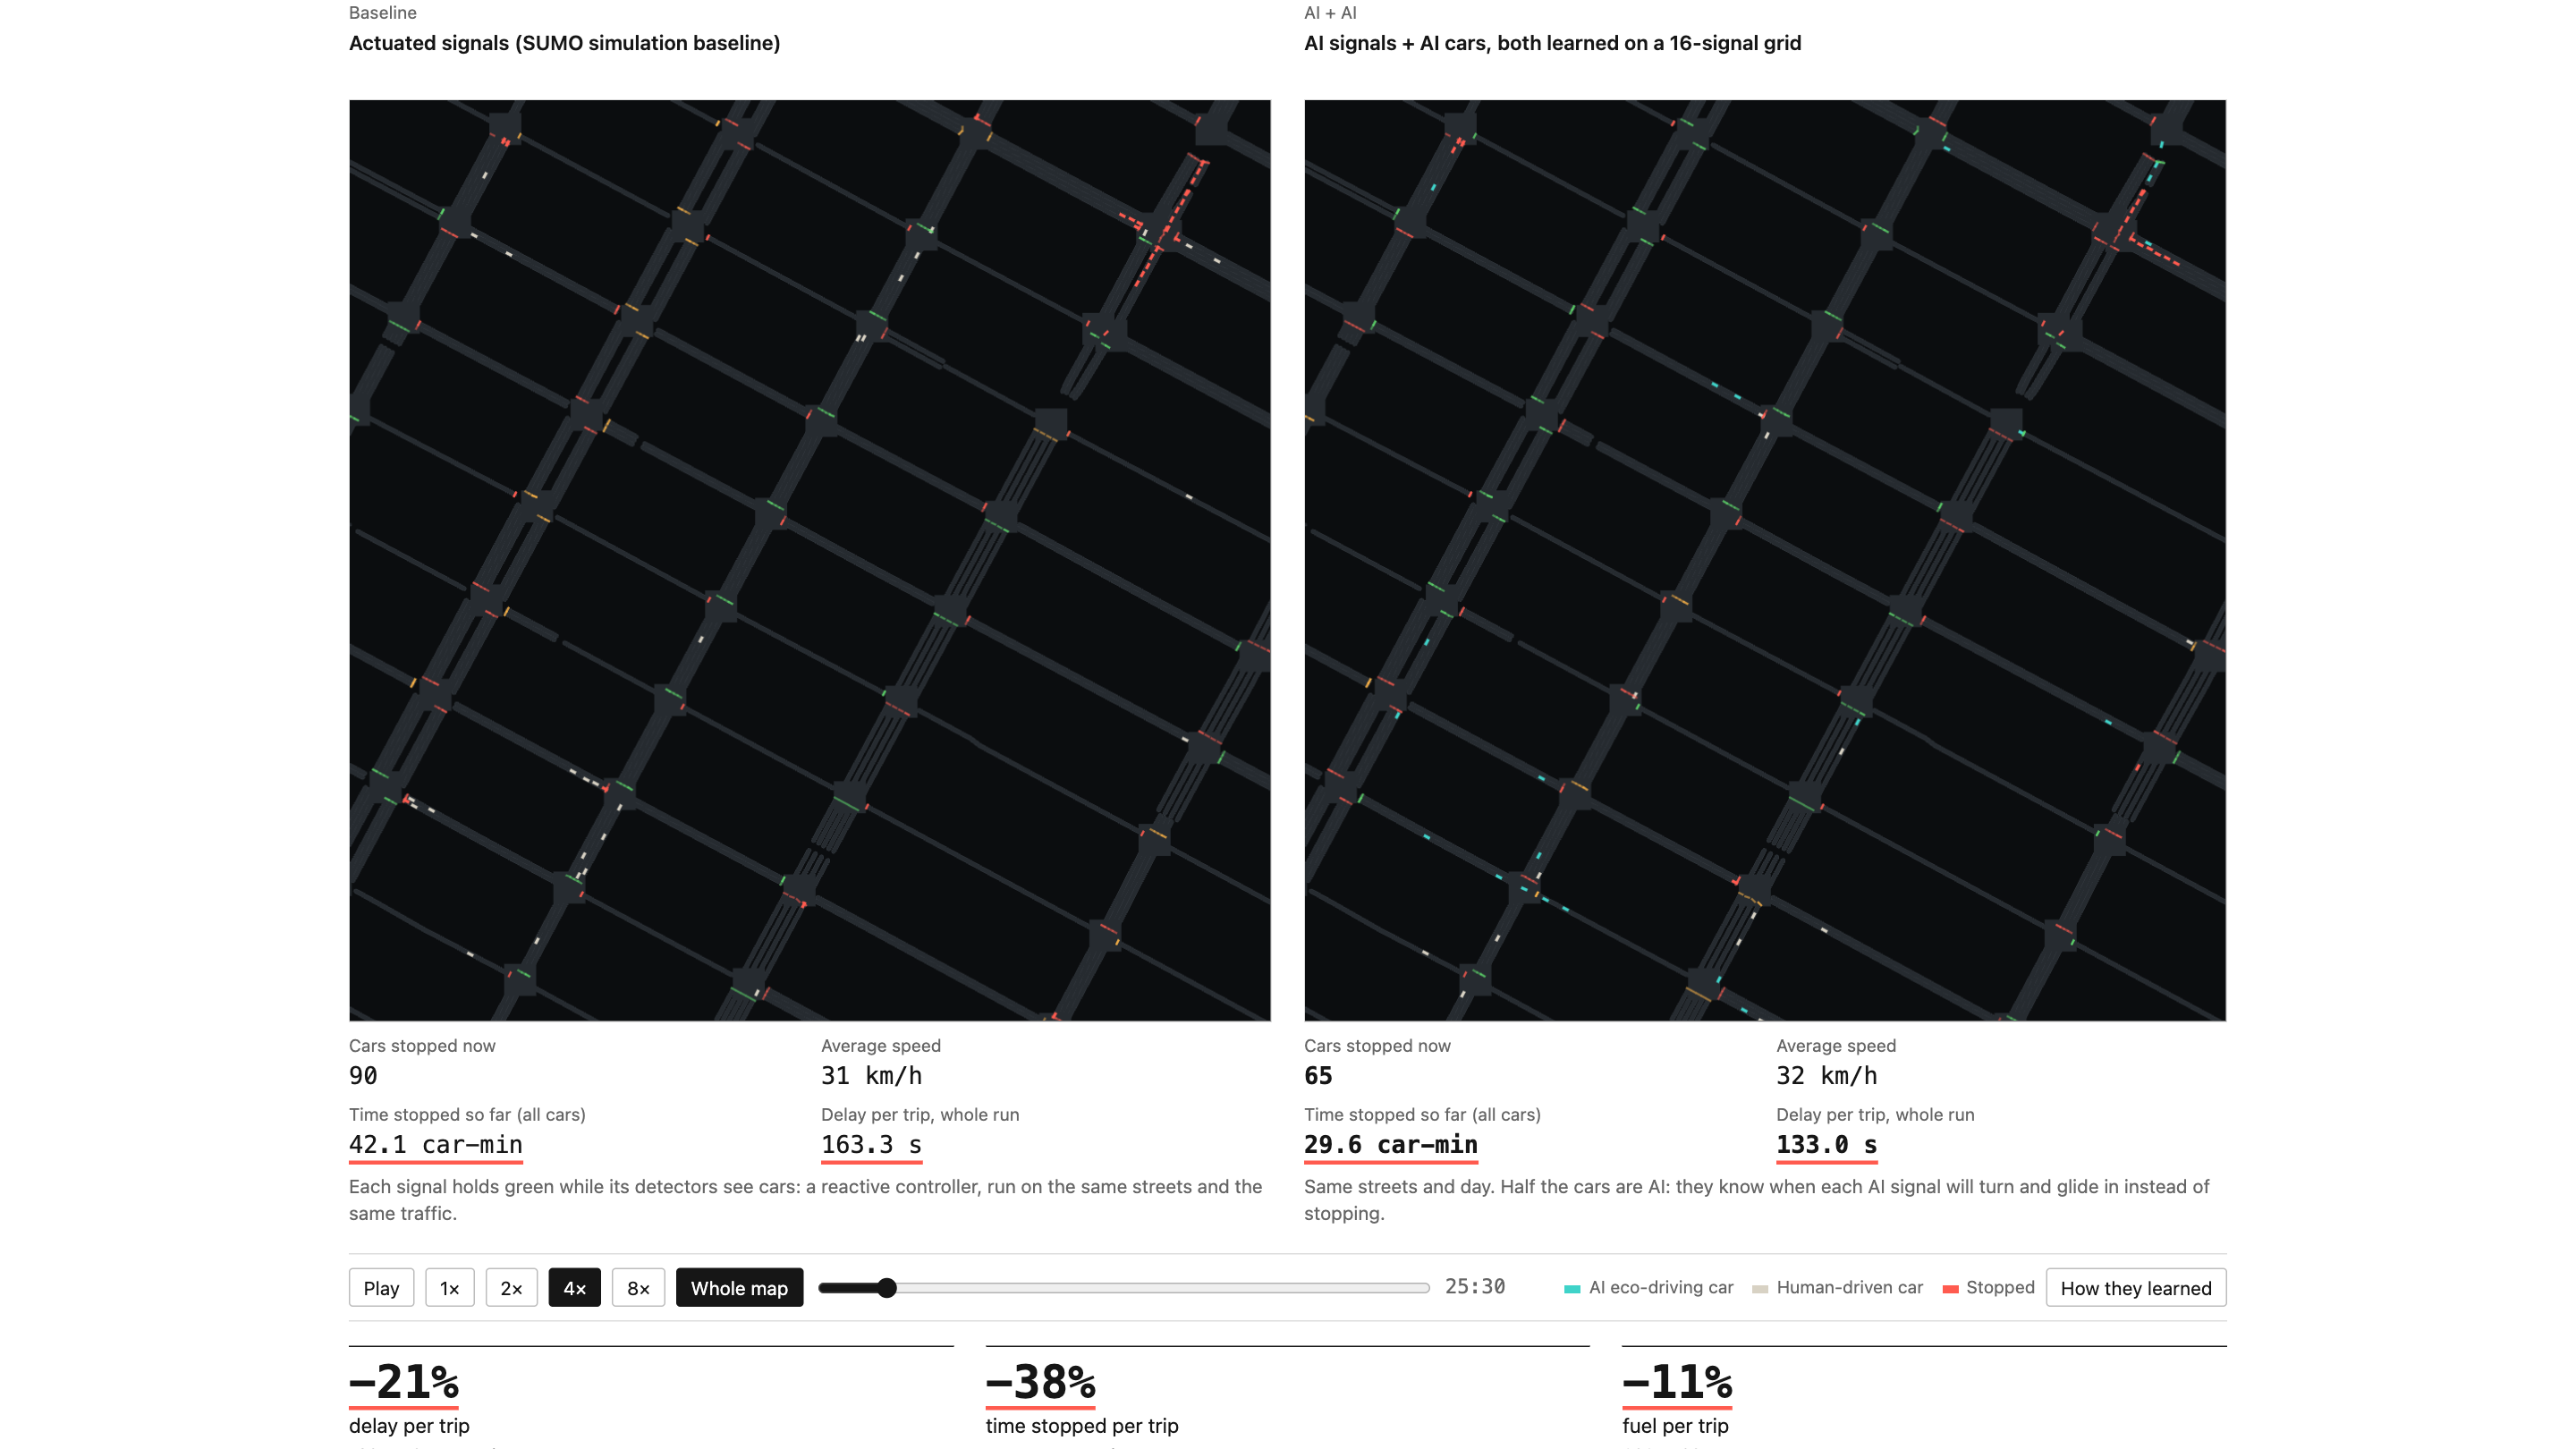 Baseline
Actuated signals (SUMO simulation baseline)
AI + AI
AI signals + AI cars, both learned on a 16-signal grid
Cars stopped now
90
Average speed
31 km/h
Time stopped so far (all cars)
42.1 car–min
Delay per trip, whole run
163.3 s
Each signal holds green while its detectors see cars: a reactive controller, run on the same streets and the
same traffic.
Cars stopped now
65
Average speed
32 km/h
Time stopped so far (all cars)
29.6 car–min
Delay per trip, whole run
133.0 s
Same streets and day. Half the cars are AI: they know when each AI signal will turn and glide in instead of
stopping.
Play 1× 2× 4× 8× Whole map 25:30 AI eco-driving car Human-driven car Stopped How they learned
−21%
delay per trip
−38%
time stopped per trip
−11%
fuel per trip